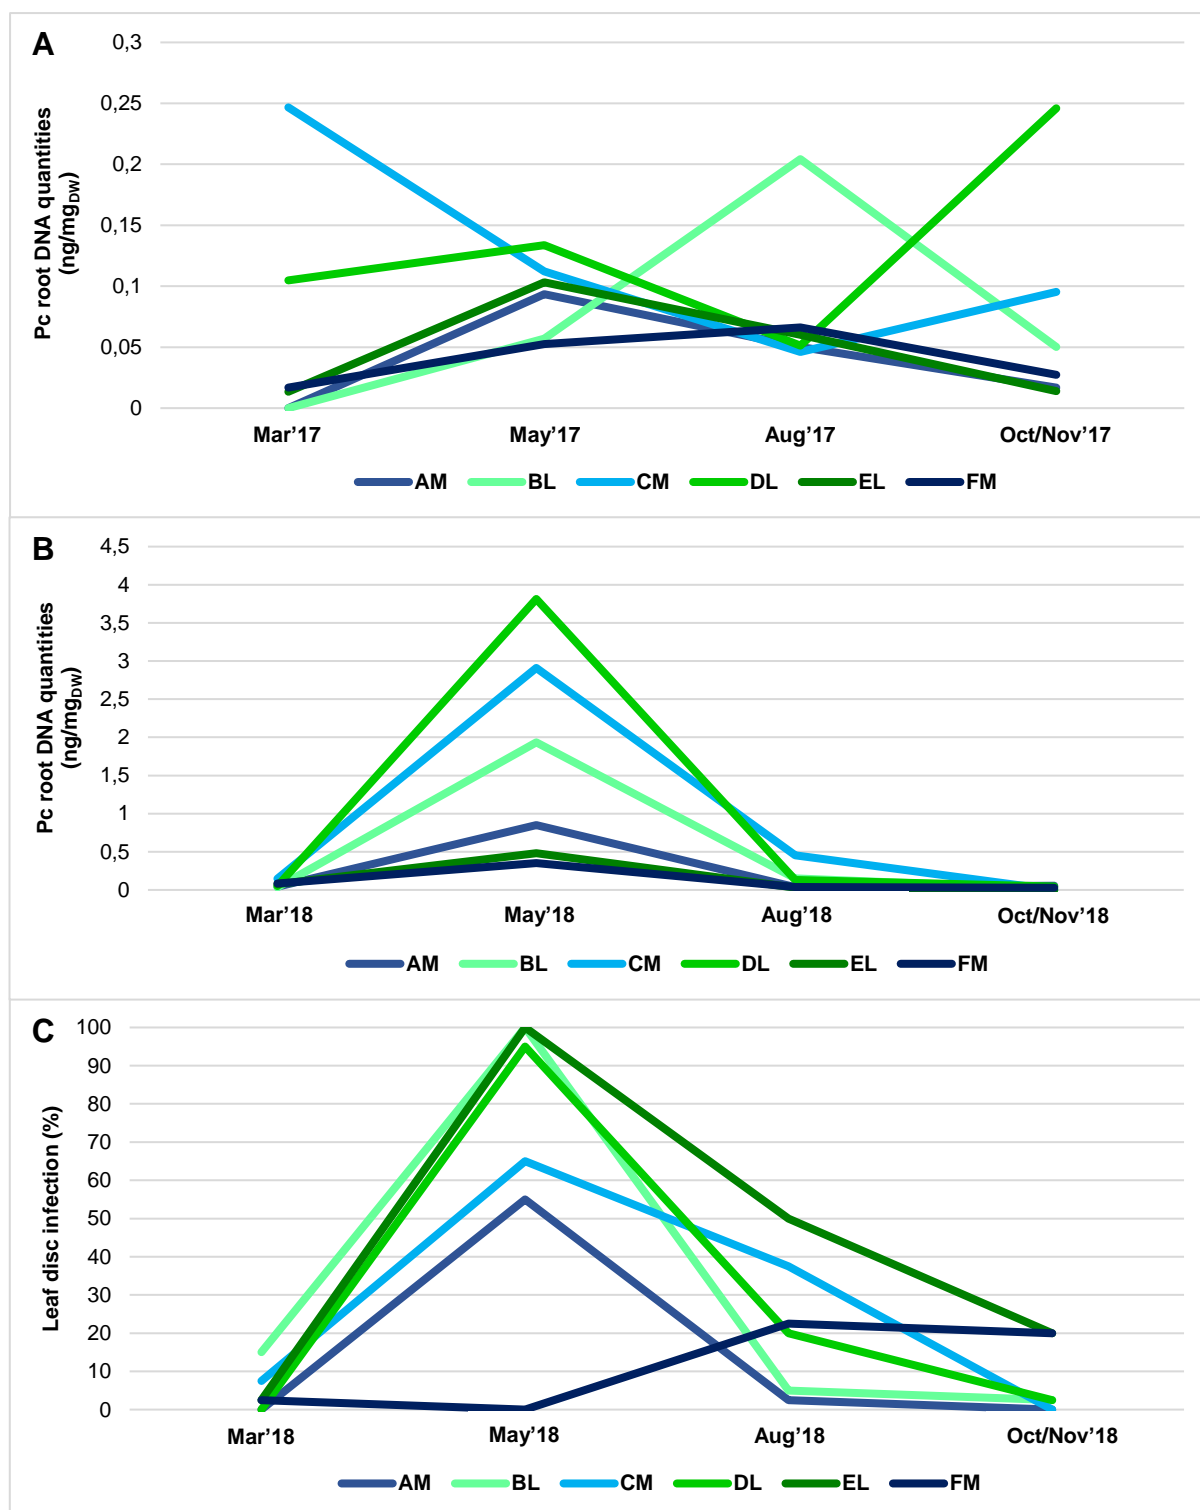 A
Pc root DNA quantities
(ng/mgDW)
0,3
0,25
0,2
0,15
0,1
0,05
0
Mar’17 May’17 Aug’17 Oct/Nov’17
AM BL CM DL EL FM
B
Pc root DNA quantities
(ng/mgDW)
4,5
4
3,5
3
2,5
2
1,5
1
0,5
0
Mar’18 May’18 Aug’18 Oct/Nov’18
AM BL CM DL EL FM
C
Leaf disc infection (%)
100
90
80
70
60
50
40
30
20
10
0
Mar’18 May’18 Aug’18 Oct/Nov’18
AM BL CM DL EL FM